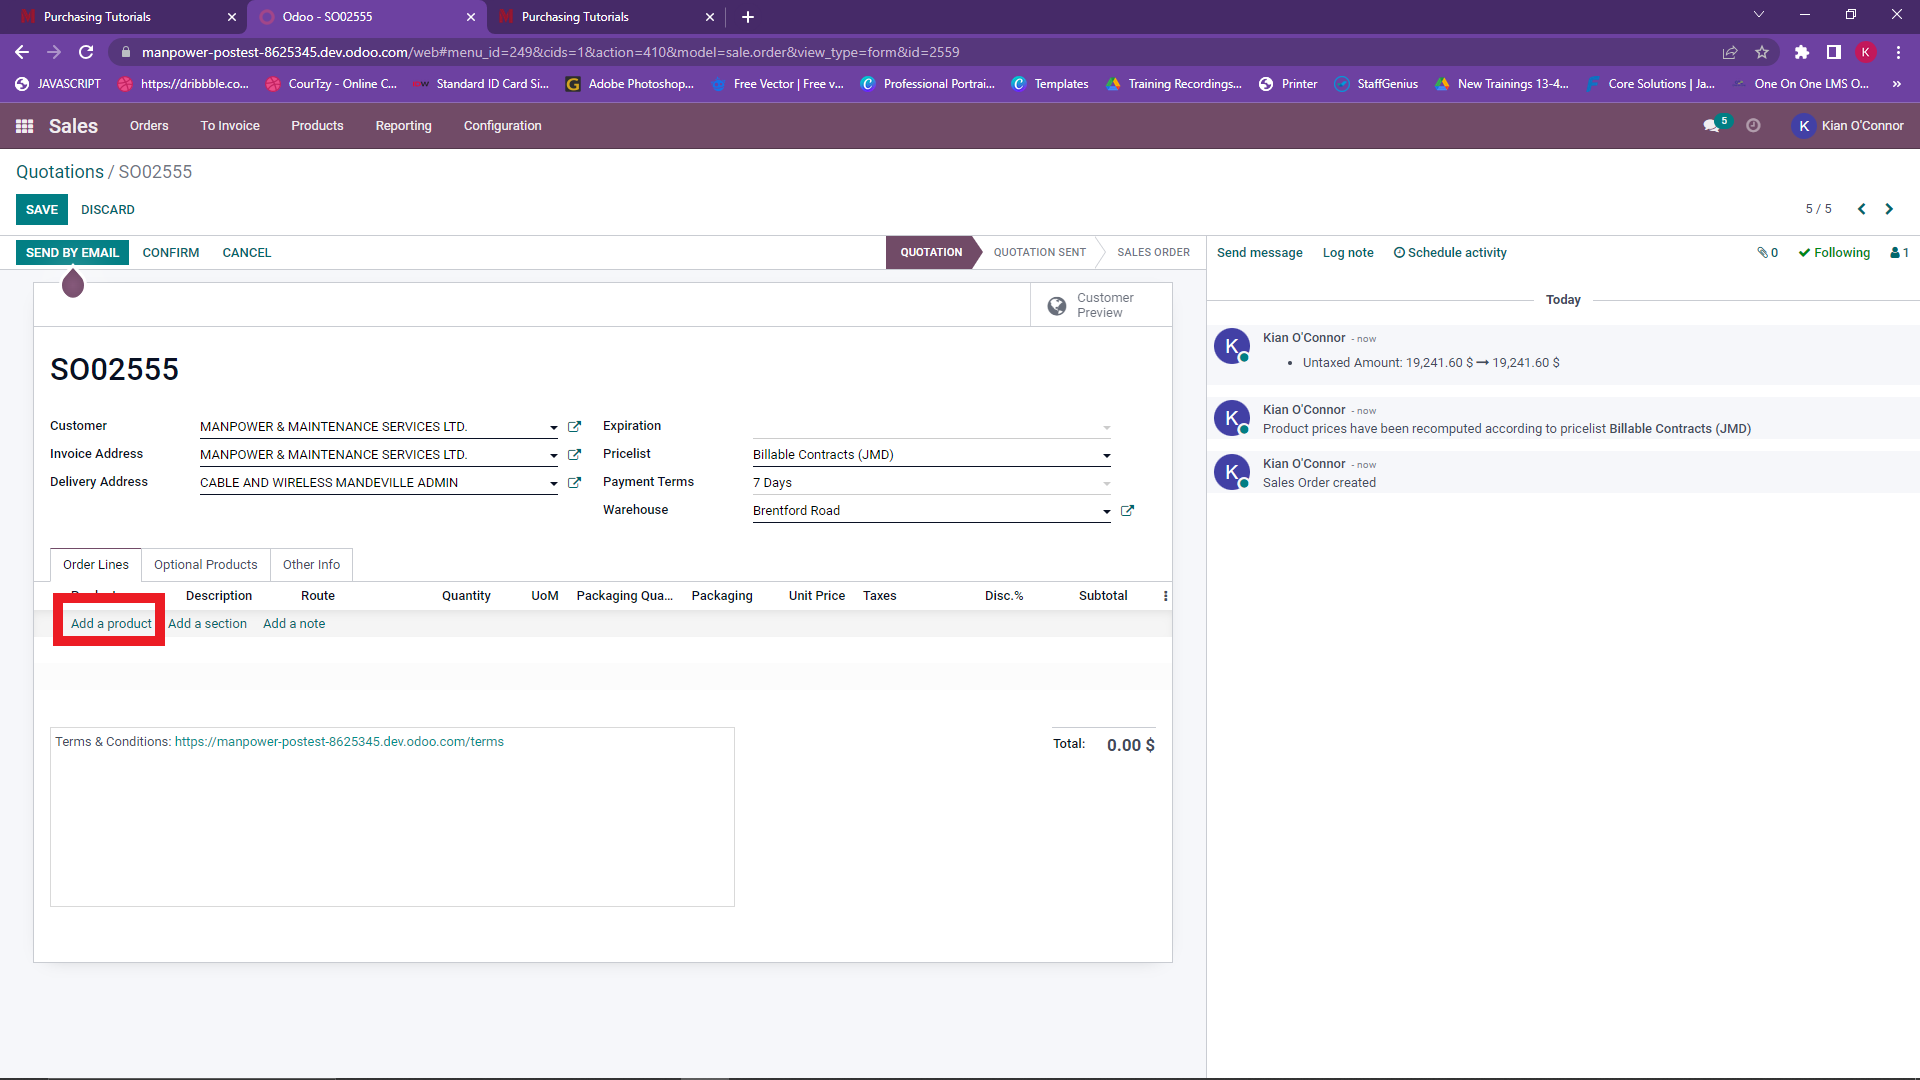 Purchasing Tutorials
Odoo - SO02555
Purchasing Tutorials
manpower-postest-8625345.dev.odoo.com/web#menu_id=249&cids=1&action=410&model=sale.order&view_type=form&id=2559
K
JAVASCRIPT
https://dribbble.co...
CourTzy - Online C...
Standard ID Card Si...
G
Adobe Photoshop...
Free Vector | Free v...
Professional Portrai...
Templates
Training Recordings...
Printer
StaffGenius
New Trainings 13-4...
Core Solutions | Ja...
One On One LMS O...
»
Sales
Orders
To Invoice
Products
Reporting
Configuration
5
K
Kian O'Connor
Quotations / SO02555
SAVE
DISCARD
5 / 5
SEND BY EMAIL
CONFIRM
CANCEL
QUOTATION
QUOTATION SENT
SALES ORDER
Send message
Log note
Schedule activity
0
Following
1
Customer
Preview
Today
SO02555
K
Kian O'Connor - now
Untaxed Amount: 19,241.60 $ → 19,241.60 $
K
Kian O'Connor - now
Product prices have been recomputed according to pricelist Billable Contracts (JMD)
K
Kian O'Connor - now
Sales Order created
Customer
MANPOWER & MAINTENANCE SERVICES LTD.
Invoice Address
MANPOWER & MAINTENANCE SERVICES LTD.
Delivery Address
CABLE AND WIRELESS MANDEVILLE ADMIN
Expiration
Pricelist
Billable Contracts (JMD)
Payment Terms
7 Days
Warehouse
Brentford Road
Order Lines
Optional Products
Other Info
Description
Route
Quantity
UoM
Packaging Qua...
Packaging
Unit Price
Taxes
Disc.%
Subtotal
Add a product
Add a section
Add a note
Terms & Conditions: https://manpower-postest-8625345.dev.odoo.com/terms
Total:
0.00 $